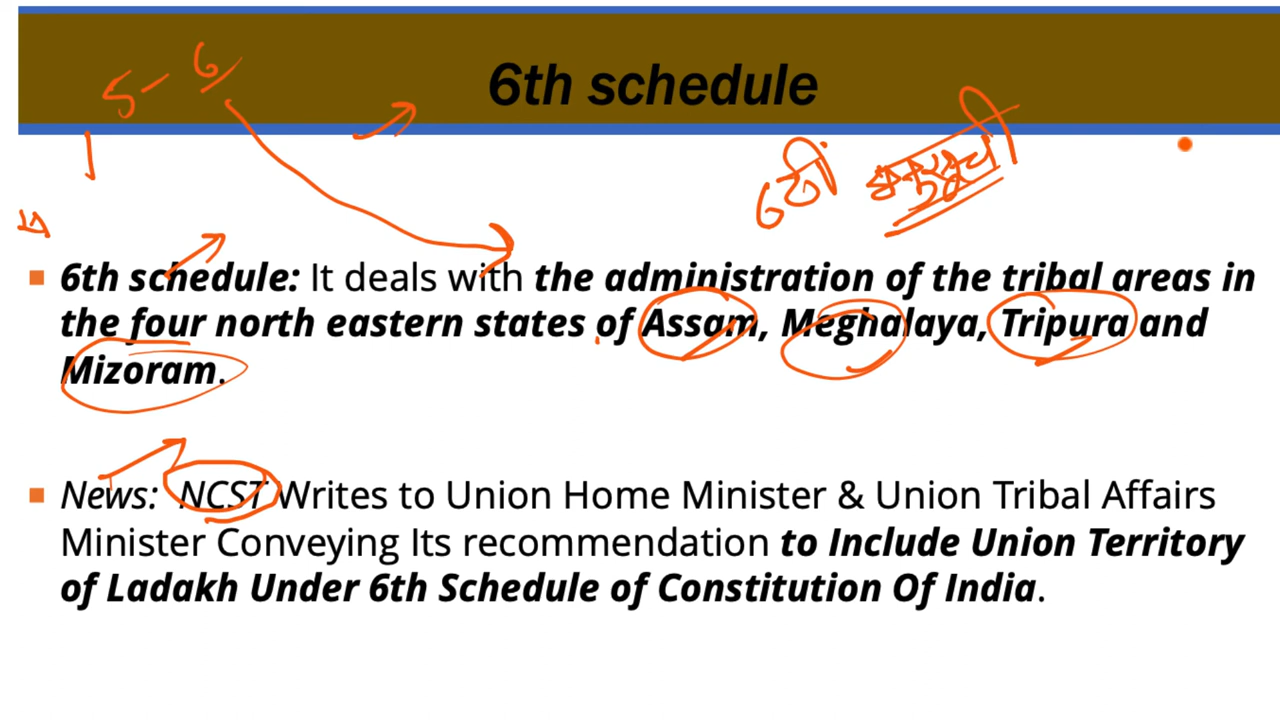 6th schedule
5 - 6
6 वीं अनुसूची
6th schedule: It deals with the administration of the tribal areas in
the four north eastern states of Assam, Meghalaya, Tripura and
Mizoram.
News: NCST Writes to Union Home Minister & Union Tribal Affairs
Minister Conveying Its recommendation to Include Union Territory
of Ladakh Under 6th Schedule of Constitution Of India.